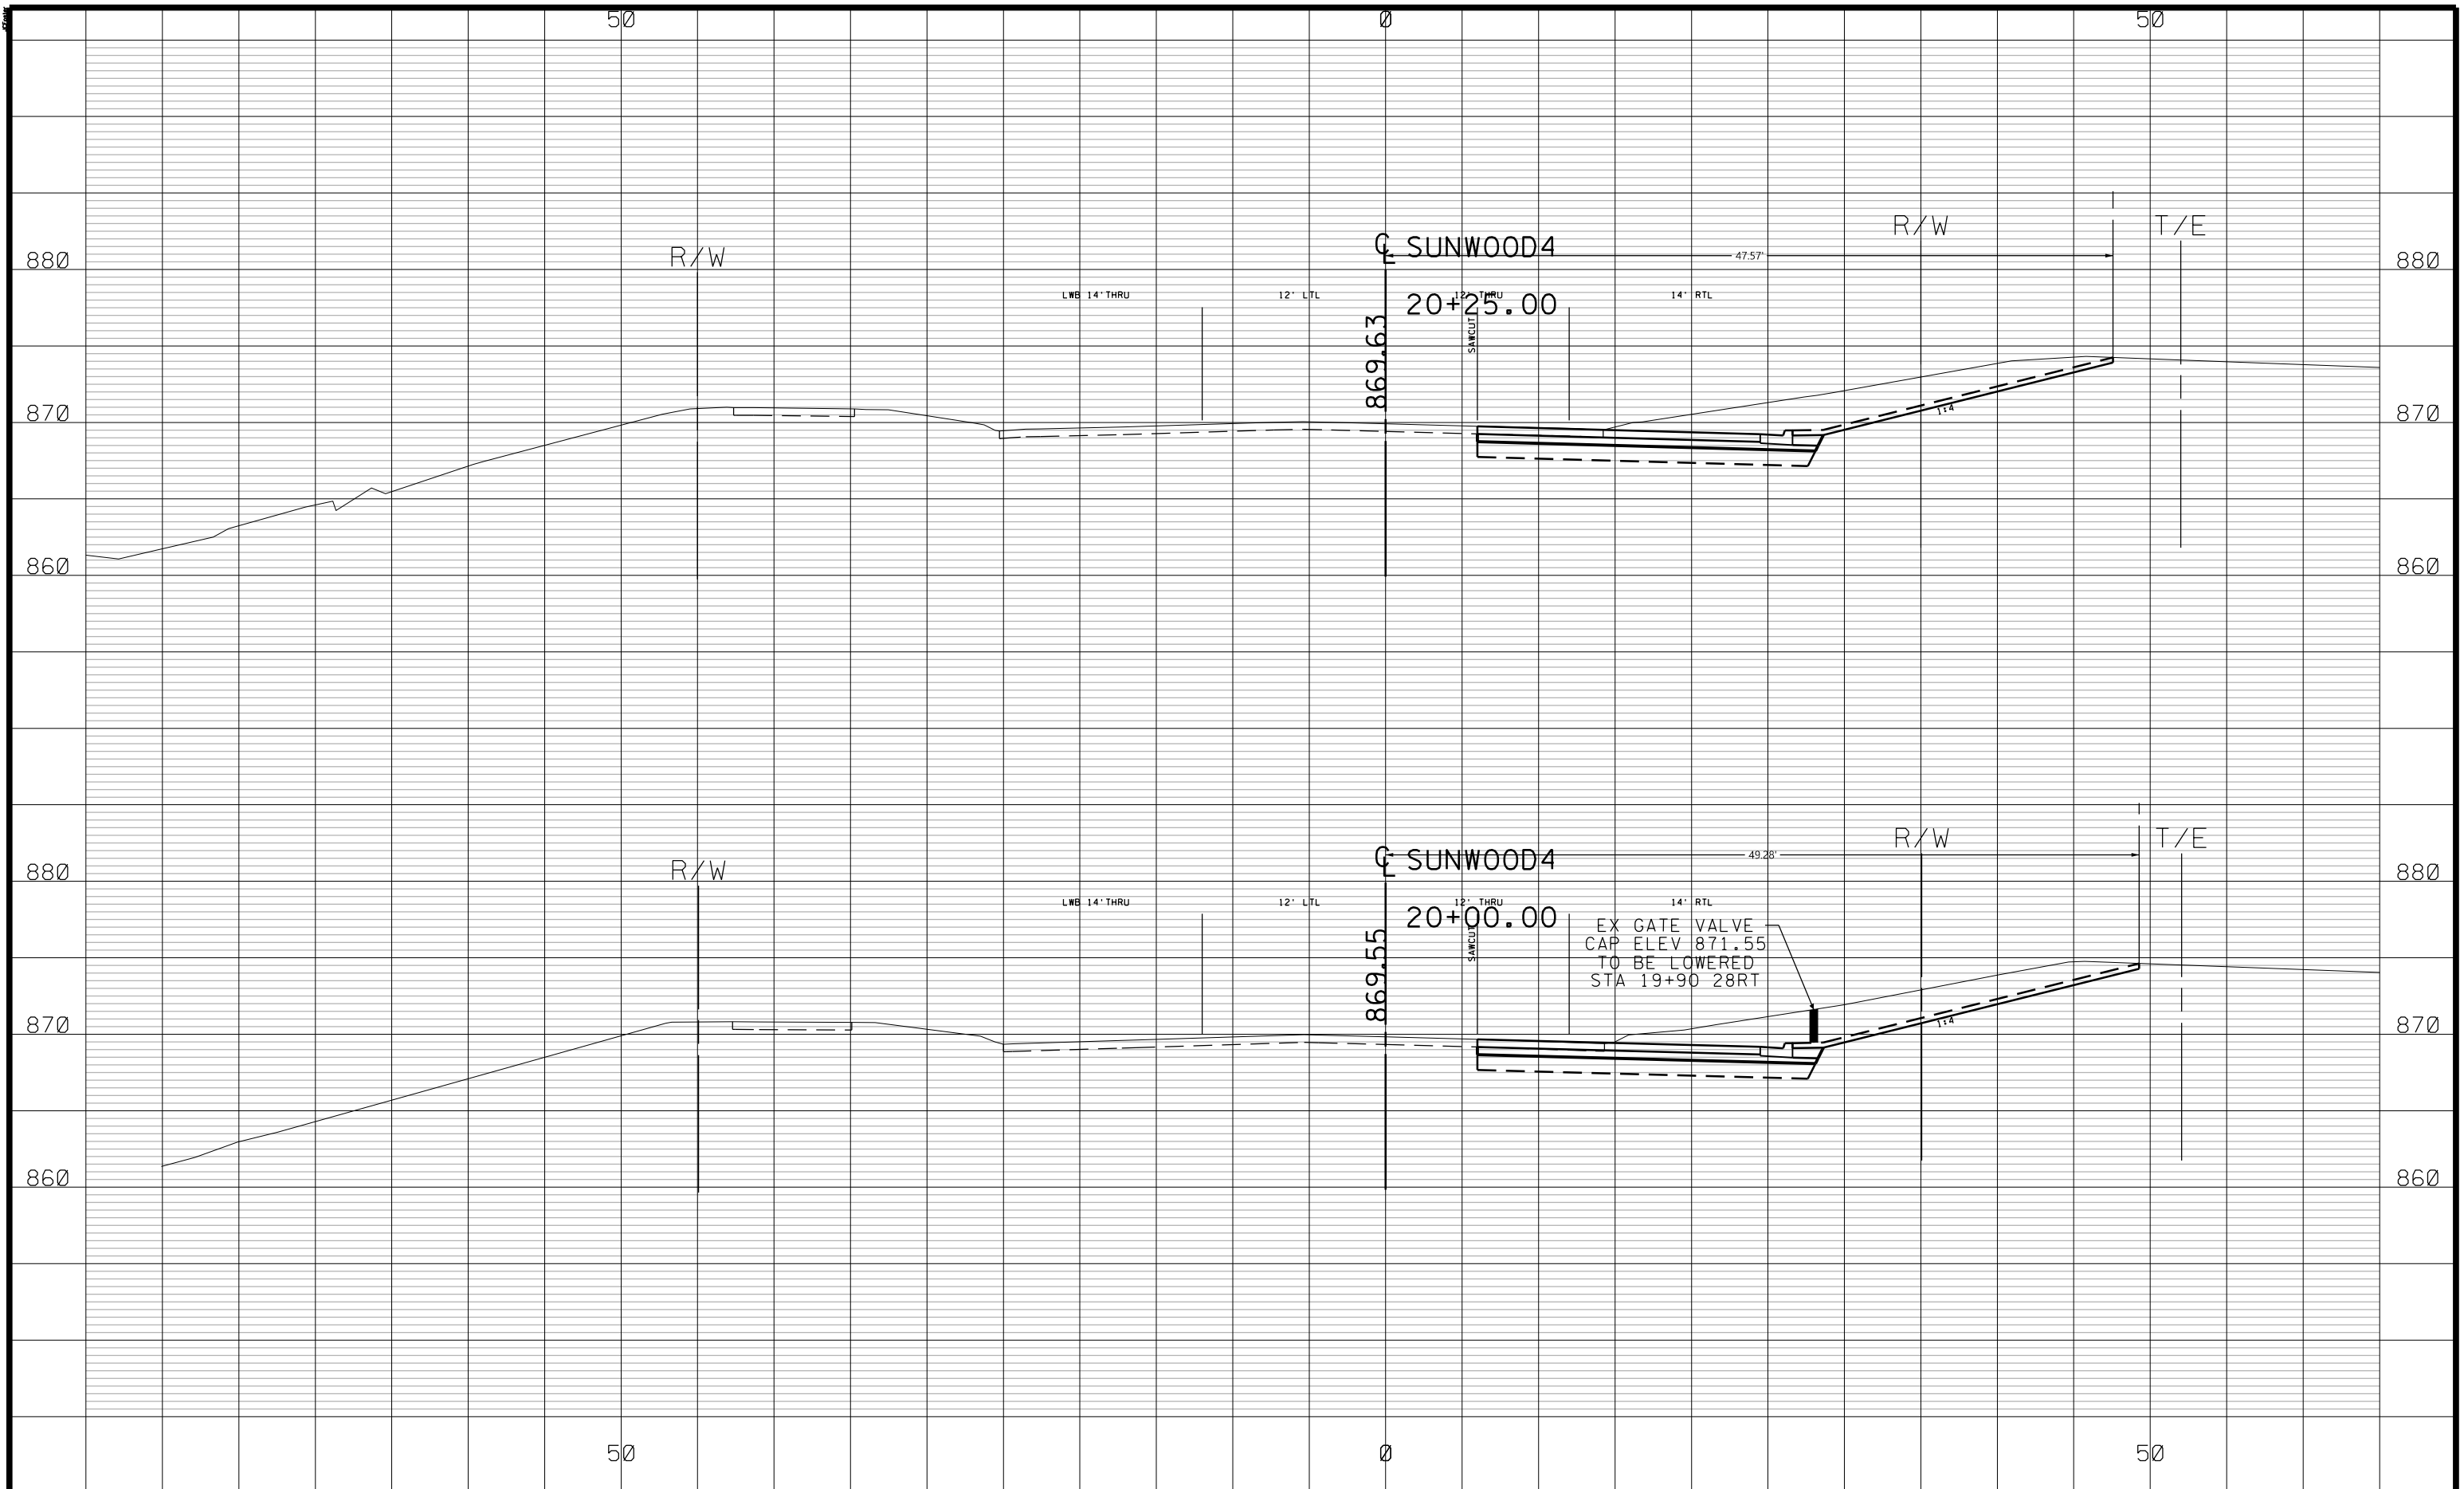 50 0 50
R/W T/E
℄ SUNWOOD4
R/W
47.57'
880 880
LWB 14' THRU 12' LTL 12' THRU 14' RTL
20+25.00
SAWCUT
869.63
870 870
1:4
860 860
R/W T/E
℄ SUNWOOD4
49.28'
R/W
880 880
LWB 14' THRU 12' LTL 12' THRU 14' RTL
20+00.00
EX GATE VALVE
CAP ELEV 871.55
TO BE LOWERED
STA 19+90 28RT
SAWCUT
869.55
870 870
1:4
860 860
50 0 50